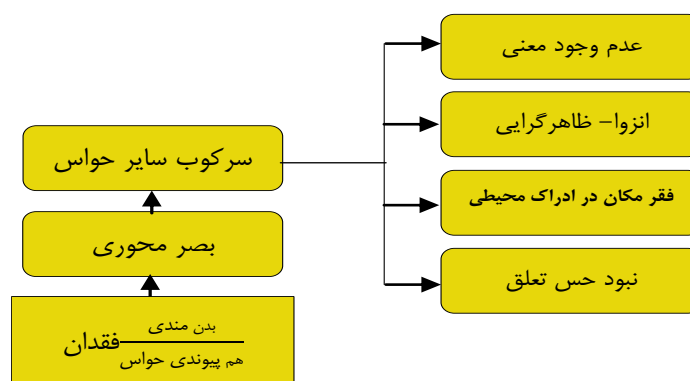 عدم وجود معنی
انزوا– ظاهرگرایی
سرکوب سایر حواس
فقر مکان در ادراک محیطی
بصر محوری
نبود حس تعلق
بدن مندی
فقدان
هم پیوندی حواس